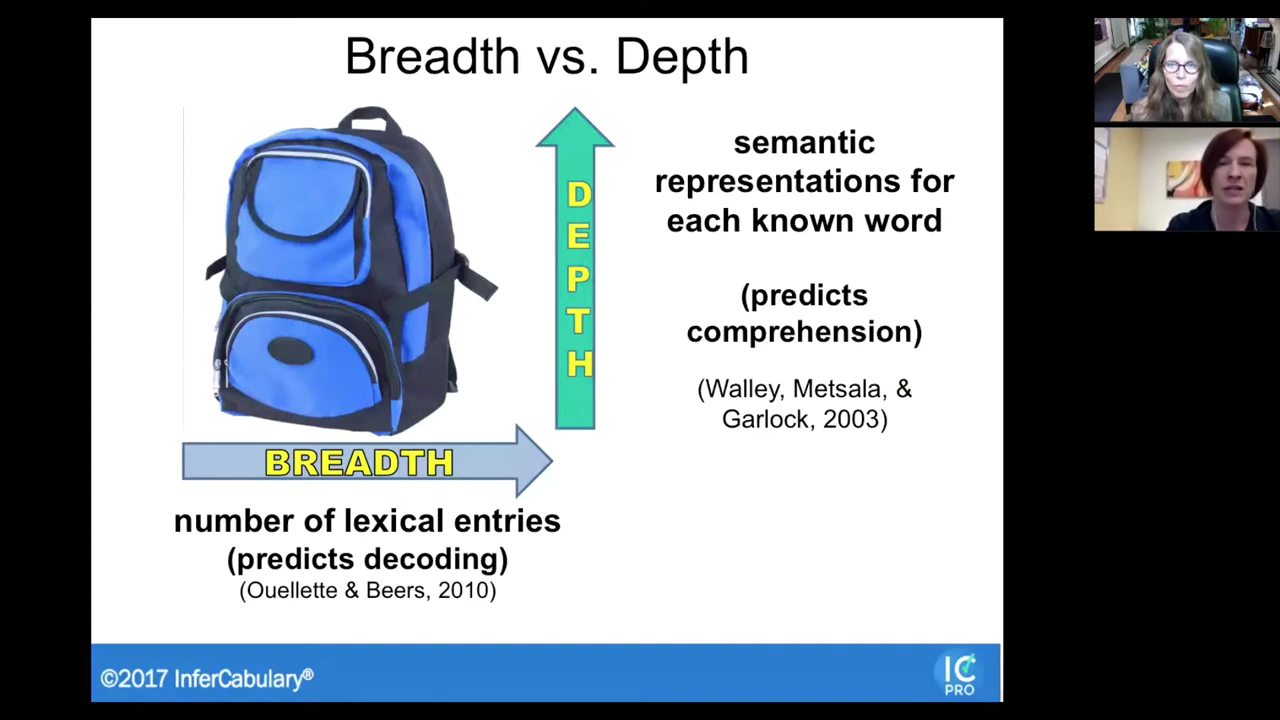 Breadth vs. Depth
DEPTH
semantic
representations for
each known word
(predicts
comprehension)
(Walley, Metsala, &
Garlock, 2003)
BREADTH
number of lexical entries
(predicts decoding)
(Ouellette & Beers, 2010)
©2017 InferCabulary®
IC
PRO